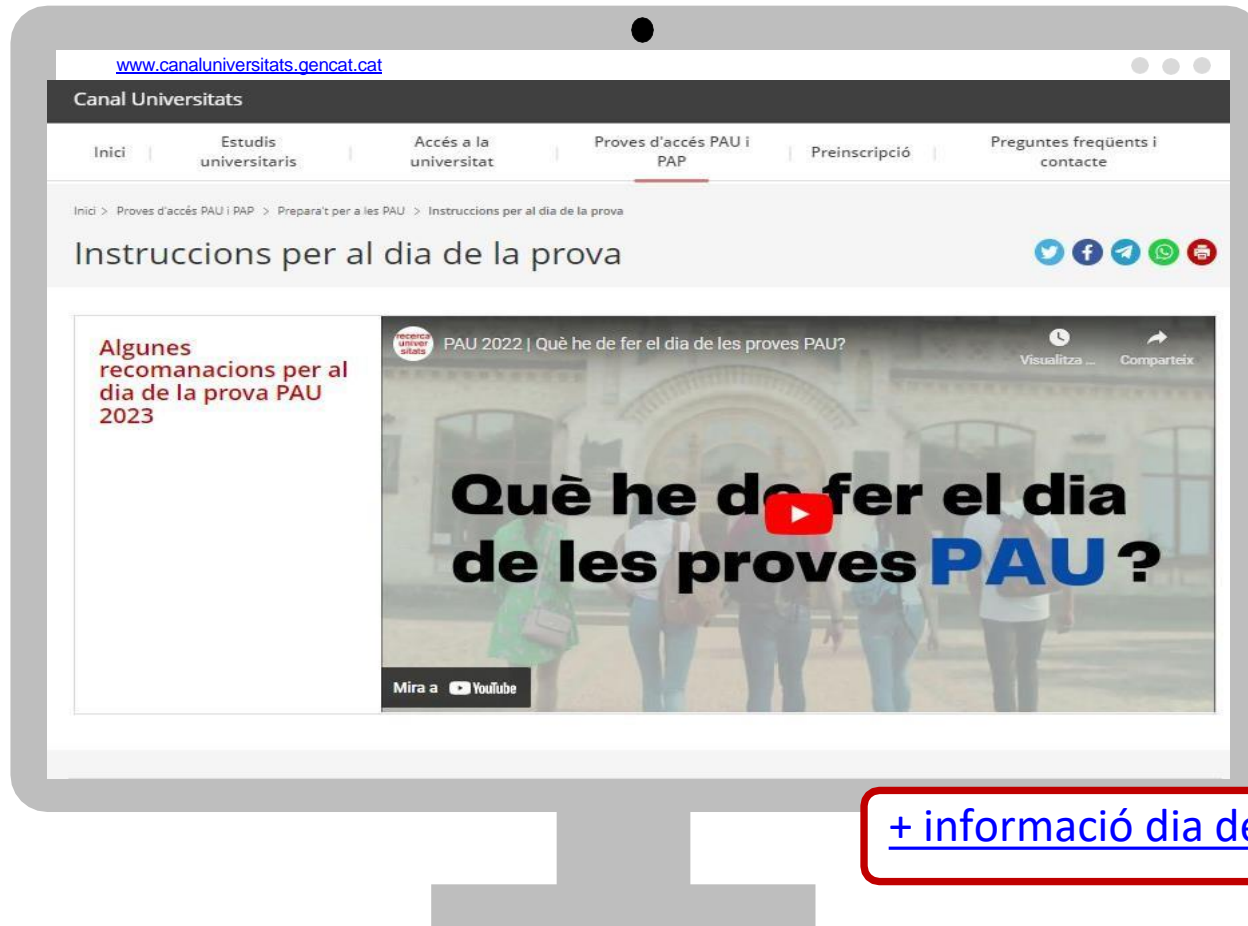 www.canaluniversitats.gencat.cat
Canal Universitats
Inici
Estudis
universitaris
Accés a la
universitat
Proves d'accés PAU i
PAP
Preinscripció
Preguntes freqüents i
contacte
Inici > Proves d'accés PAU i PAP > Prepara't per a les PAU > Instruccions per al dia de la prova
Instruccions per al dia de la prova
Algunes
recomanacions per al
dia de la prova PAU
2023
recerca
univer
sitats
PAU 2022 | Què he de fer el dia de les proves PAU?
Visualitza ...
Comparteix
Què he de fer el dia
de les proves PAU?
Mira a YouTube
+ informació dia de